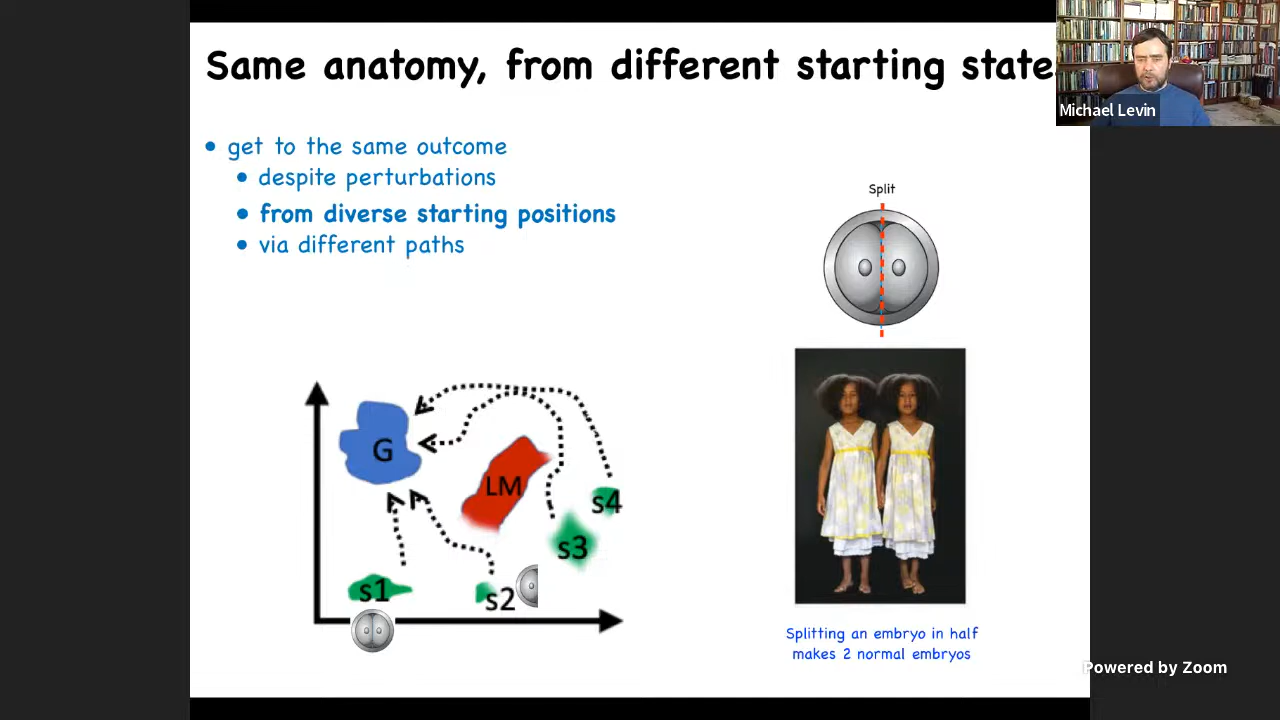 Same anatomy, from different starting state
Michael Levin
• get to the same outcome
• despite perturbations
• from diverse starting positions
• via different paths
Split
G
LM
s4
s3
s1
s2
Splitting an embryo in half
makes 2 normal embryos
Powered by Zoom